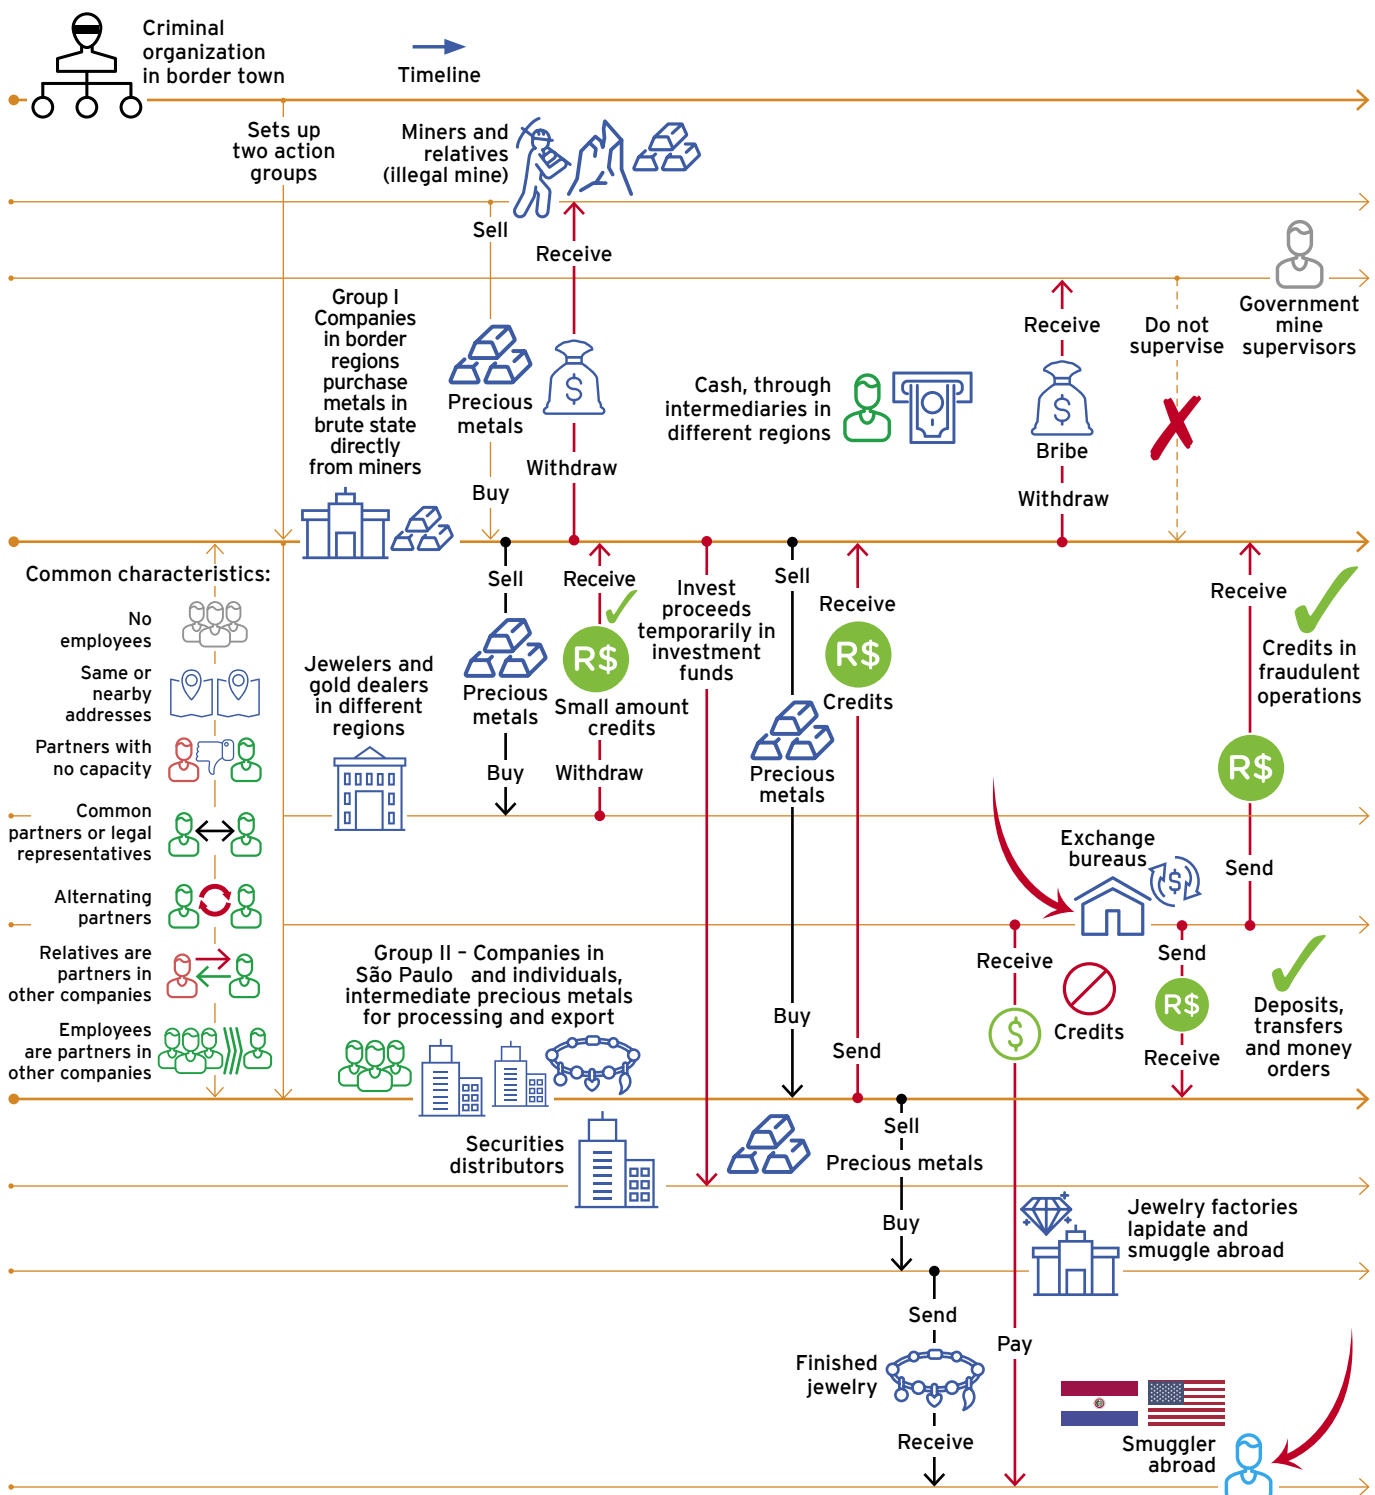 Criminal
organization
in border town
Timeline
Sets up
two action
groups
Miners and
relatives
(illegal mine)
Sell
Receive
Government
mine
supervisors
Group I
Companies
in border
regions
purchase
metals in
brute state
directly
from miners
Precious
metals
$
Withdraw
Buy
Cash, through
intermediaries in
different regions
Receive
$
Bribe
Withdraw
Do not
supervise
Common characteristics:
No
employees
Same or
nearby
addresses
Partners with
no capacity
Common
partners or legal
representatives
Alternating
partners
Relatives are
partners in
other companies
Employees
are partners in
other companies
Jewelers and
gold dealers
in different
regions
Sell
Precious
metals
Buy
Receive
R$
Small amount
credits
Withdraw
Invest
proceeds
temporarily in
investment
funds
Sell
Precious
metals
Buy
Receive
R$
Credits
Send
Receive
Credits in
fraudulent
operations
R$
Send
Exchange
bureaus
$
Receive
$
Credits
Send
R$
Receive
Deposits,
transfers
and money
orders
Group II – Companies in
São Paulo and individuals,
intermediate precious metals
for processing and export
Securities
distributors
Sell
Precious metals
Buy
Jewelry factories
lapidate and
smuggle abroad
Send
Finished
jewelry
Receive
Pay
Smuggler
abroad